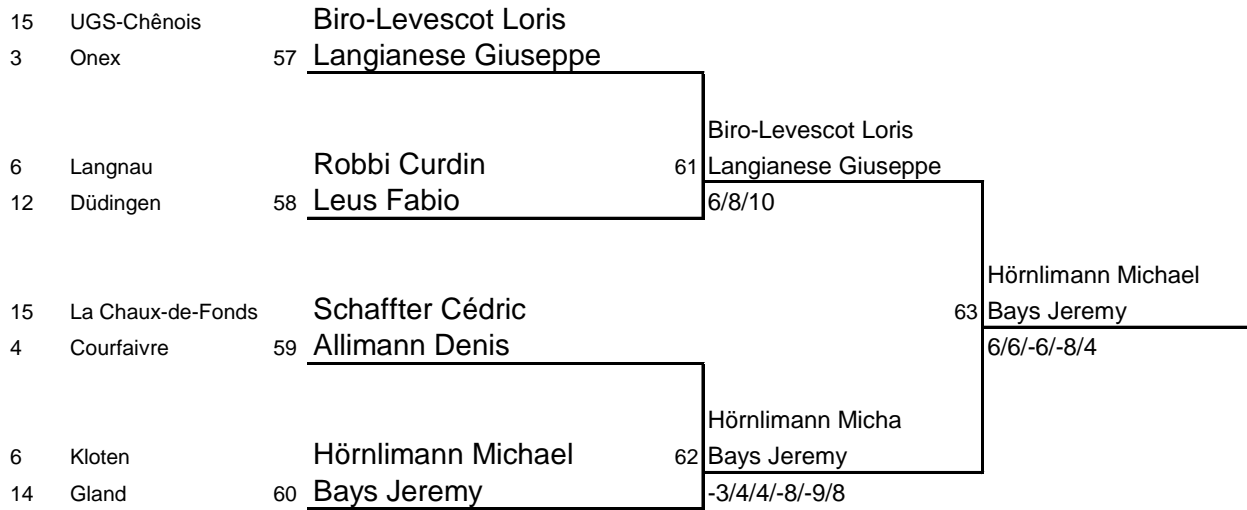 15 UGS-Chênois Biro-Levescot Loris
3 Onex 57 Langianese Giuseppe
Biro-Levescot Loris
6 Langnau Robbi Curdin 61 Langianese Giuseppe
12 Düdingen 58 Leus Fabio 6/8/10
Hörnlimann Michael
15 La Chaux-de-Fonds Schaffter Cédric 63 Bays Jeremy
4 Courfaivre 59 Allimann Denis 6/6/-6/-8/4
Hörnlimann Micha
6 Kloten Hörnlimann Michael 62 Bays Jeremy
14 Gland 60 Bays Jeremy -3/4/4/-8/-9/8